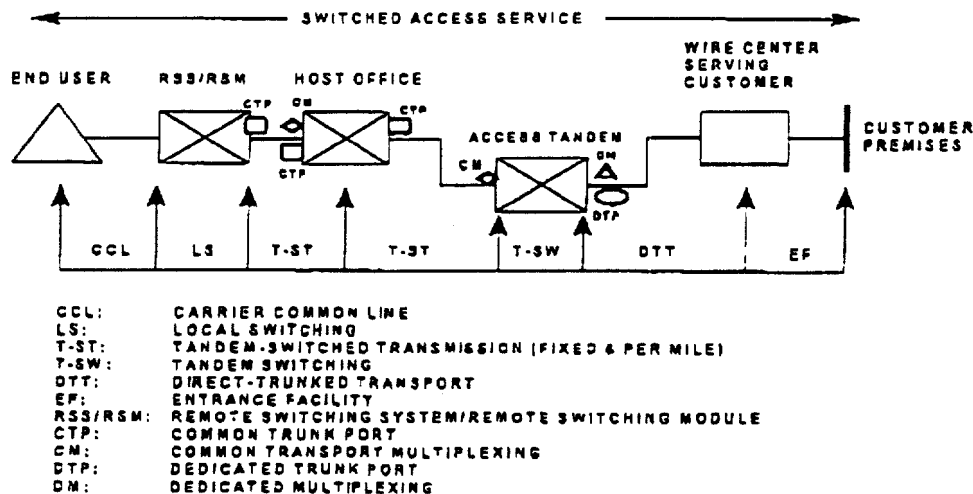 SWITCHED ACCESS SERVICE
WIRE CENTER
SERVING
CUSTOMER
END USER
RSS/RSM
HOST OFFICE
CTP
CM
CTP
CTP
ACCESS TANDEM
CM
DM
DTP
CUSTOMER
PREMISES
CCL
LS
T-ST
T-ST
T-SW
DTT
EF
CCL: CARRIER COMMON LINE
LS: LOCAL SWITCHING
T-ST: TANDEM-SWITCHED TRANSMISSION (FIXED & PER MILE)
T-SW: TANDEM SWITCHING
DTT: DIRECT-TRUNKED TRANSPORT
EF: ENTRANCE FACILITY
RSS/RSM: REMOTE SWITCHING SYSTEM/REMOTE SWITCHING MODULE
CTP: COMMON TRUNK PORT
CM: COMMON TRANSPORT MULTIPLEXING
DTP: DEDICATED TRUNK PORT
DM: DEDICATED MULTIPLEXING